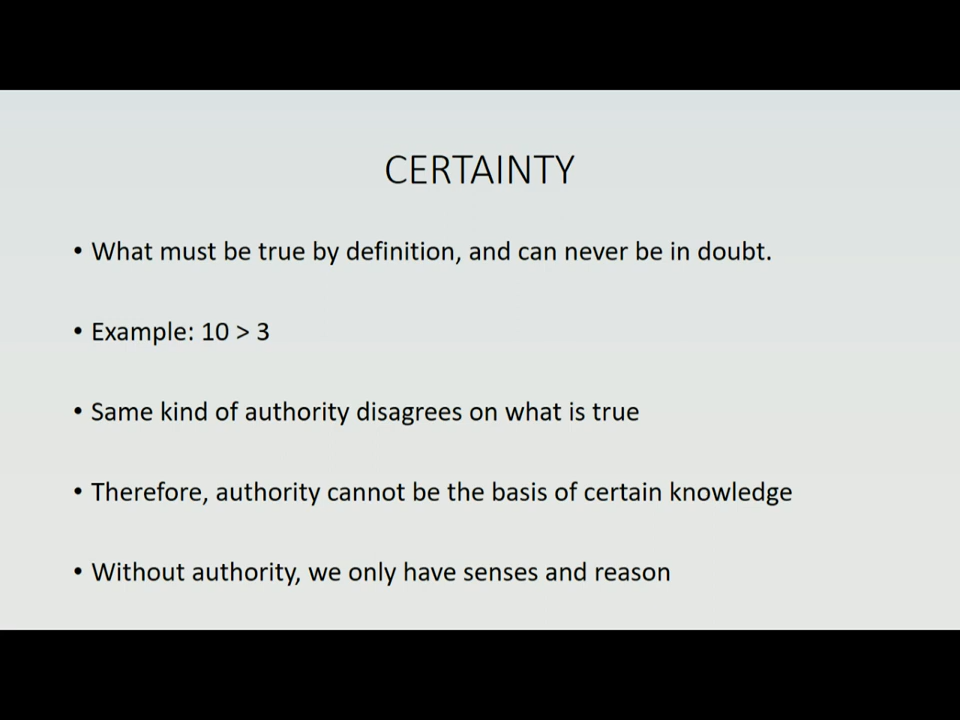 CERTAINTY
• What must be true by definition, and can never be in doubt.
• Example: 10 > 3
• Same kind of authority disagrees on what is true
• Therefore, authority cannot be the basis of certain knowledge
• Without authority, we only have senses and reason